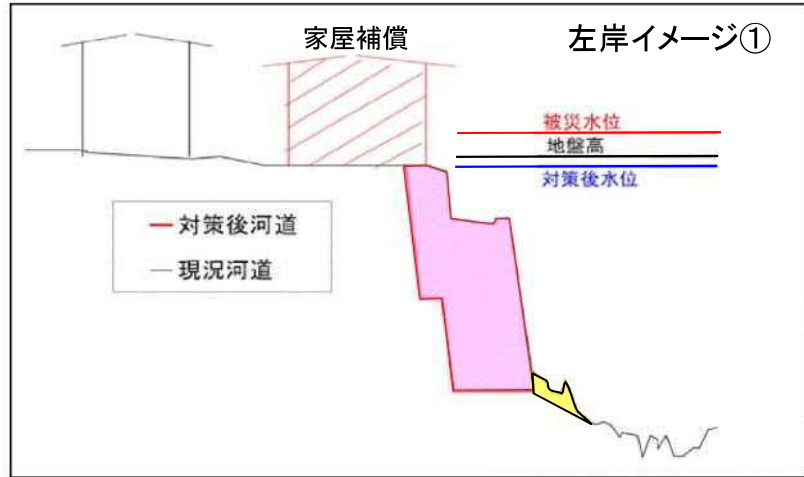 家屋補償
左岸イメージ①
被災水位
地盤高
対策後水位
対策後河道
現況河道